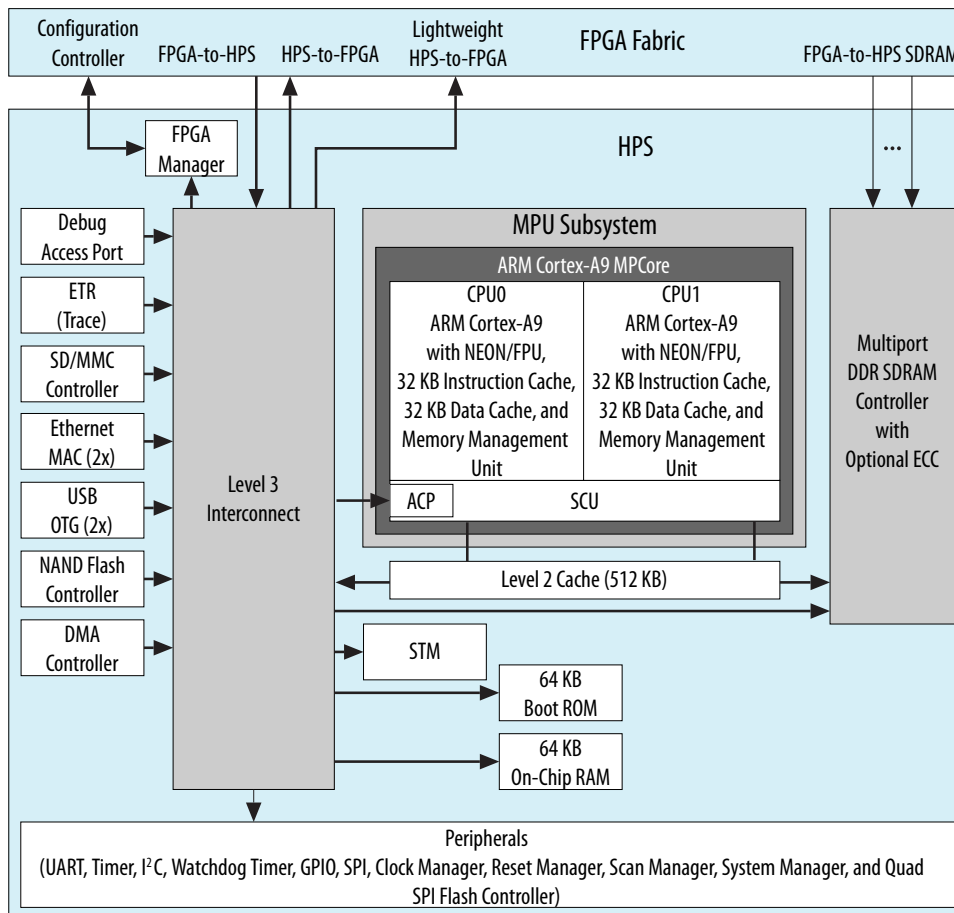 Configuration
Controller
FPGA-to-HPS
HPS-to-FPGA
Lightweight
HPS-to-FPGA
FPGA Fabric
FPGA-to-HPS SDRAM
FPGA
Manager
HPS
...
Debug
Access Port
ETR
(Trace)
SD/MMC
Controller
Ethernet
MAC (2x)
USB
OTG (2x)
NAND Flash
Controller
DMA
Controller
Level 3
Interconnect
MPU Subsystem
ARM Cortex-A9 MPCore
CPU0
ARM Cortex-A9
with NEON/FPU,
32 KB Instruction Cache,
32 KB Data Cache, and
Memory Management
Unit
CPU1
ARM Cortex-A9
with NEON/FPU,
32 KB Instruction Cache,
32 KB Data Cache, and
Memory Management
Unit
ACP
SCU
Level 2 Cache (512 KB)
Multiport
DDR SDRAM
Controller
with
Optional ECC
STM
64 KB
Boot ROM
64 KB
On-Chip RAM
Peripherals
(UART, Timer, I²C, Watchdog Timer, GPIO, SPI, Clock Manager, Reset Manager, Scan Manager, System Manager, and Quad
SPI Flash Controller)